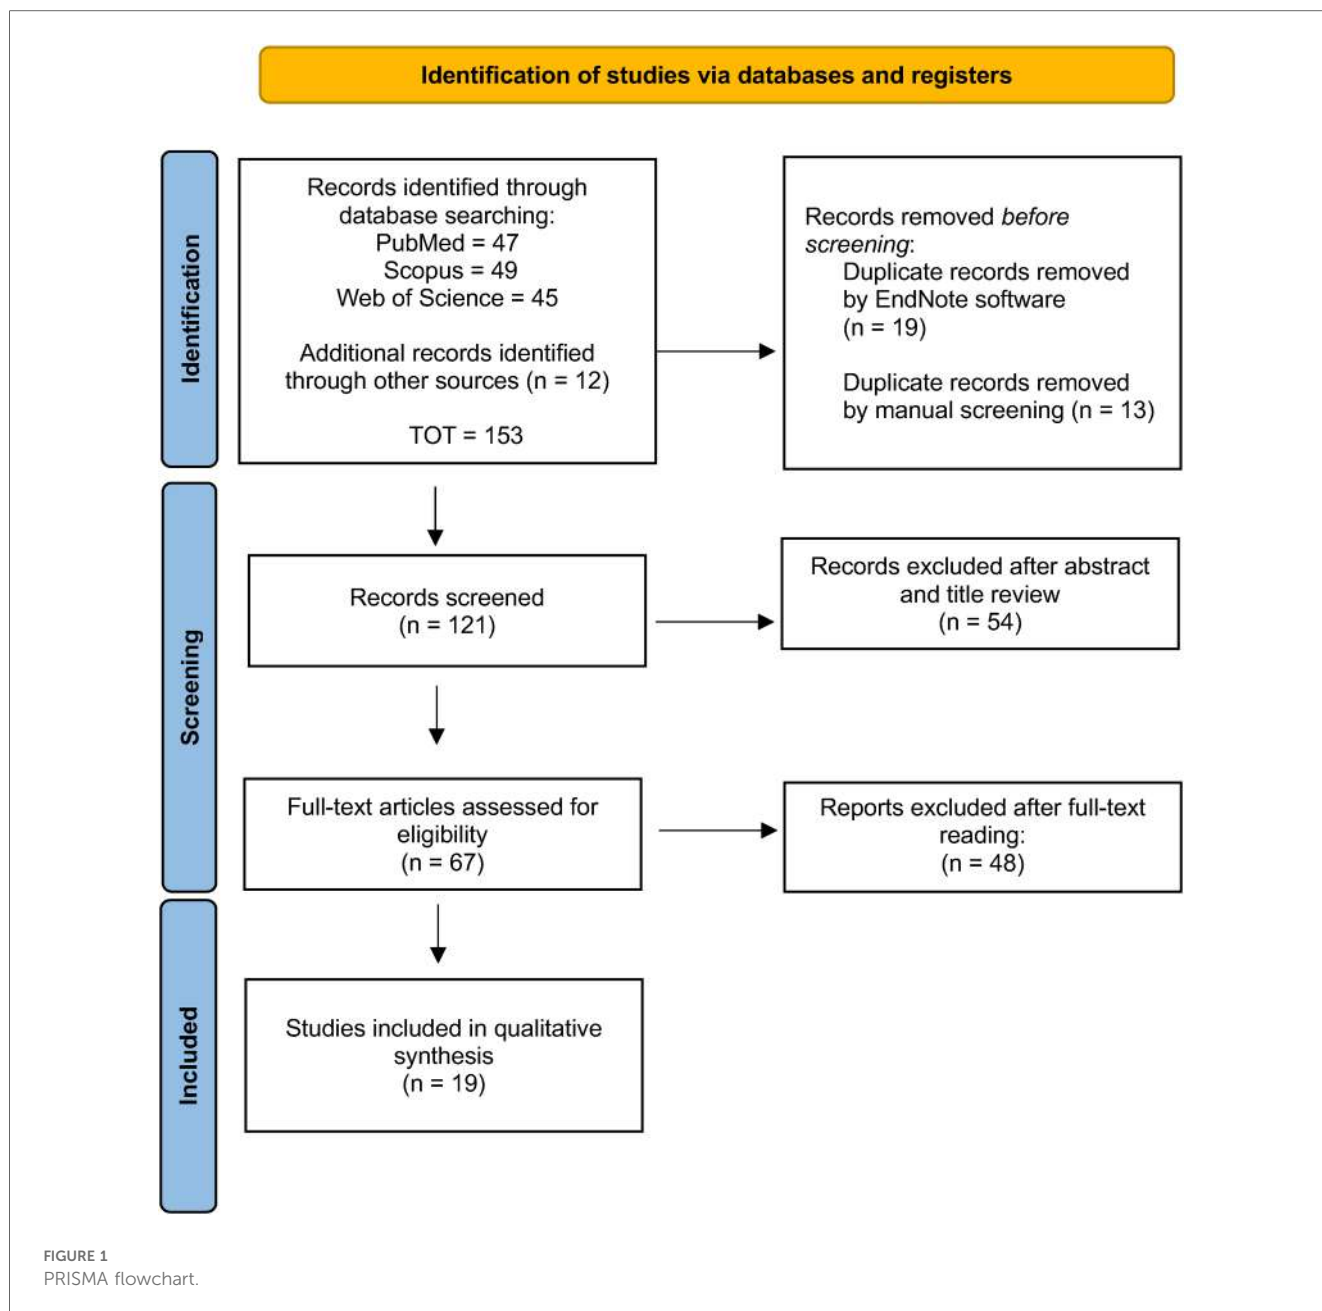 Identification of studies via databases and registers
Identification
Records identified through
database searching:
PubMed = 47
Scopus = 49
Web of Science = 45
Additional records identified
through other sources (n = 12)
TOT = 153
Records removed before
screening:
Duplicate records removed
by EndNote software
(n = 19)
Duplicate records removed
by manual screening (n = 13)
Screening
Records screened
(n = 121)
Records excluded after abstract
and title review
(n = 54)
Full-text articles assessed for
eligibility
(n = 67)
Reports excluded after full-text
reading:
(n = 48)
Included
Studies included in qualitative
synthesis
(n = 19)
FIGURE 1
PRISMA flowchart.